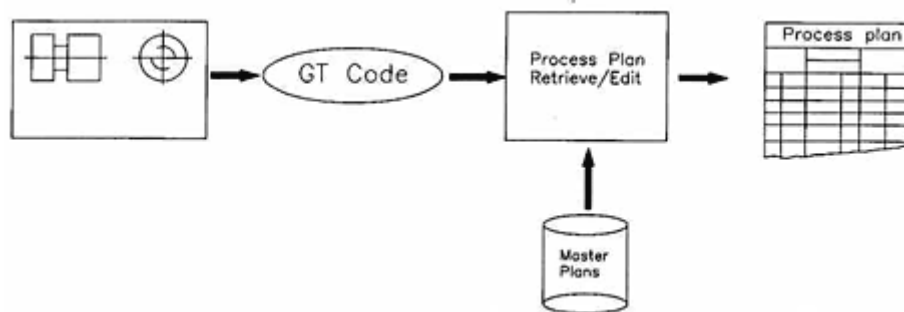 GT Code
Process Plan
Retrieve/Edit
Process plan
Master
Plans